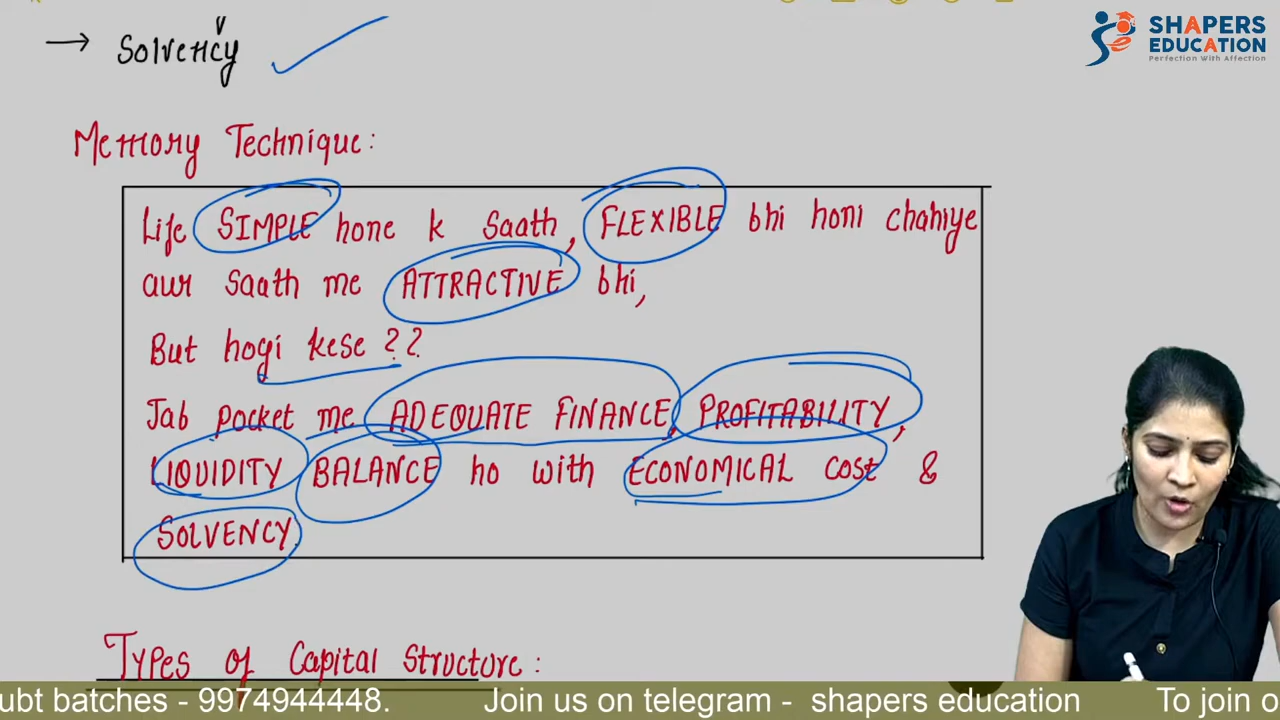 → Solvency
SHAPERS
EDUCATION
Perfection With Affection
Memory Technique:
Life SIMPLE hone k saath, FLEXIBLE bhi honi chahiye
aur saath me ATTRACTIVE bhi,
But hogi kese ??
Jab pocket me ADEQUATE FINANCE, PROFITABILITY,
LIQUIDITY BALANCE ho with ECONOMICAL cost &
SOLVENCY.
Types of Capital Structure:
ubt batches - 9974944448. Join us on telegram - shapers education To join o